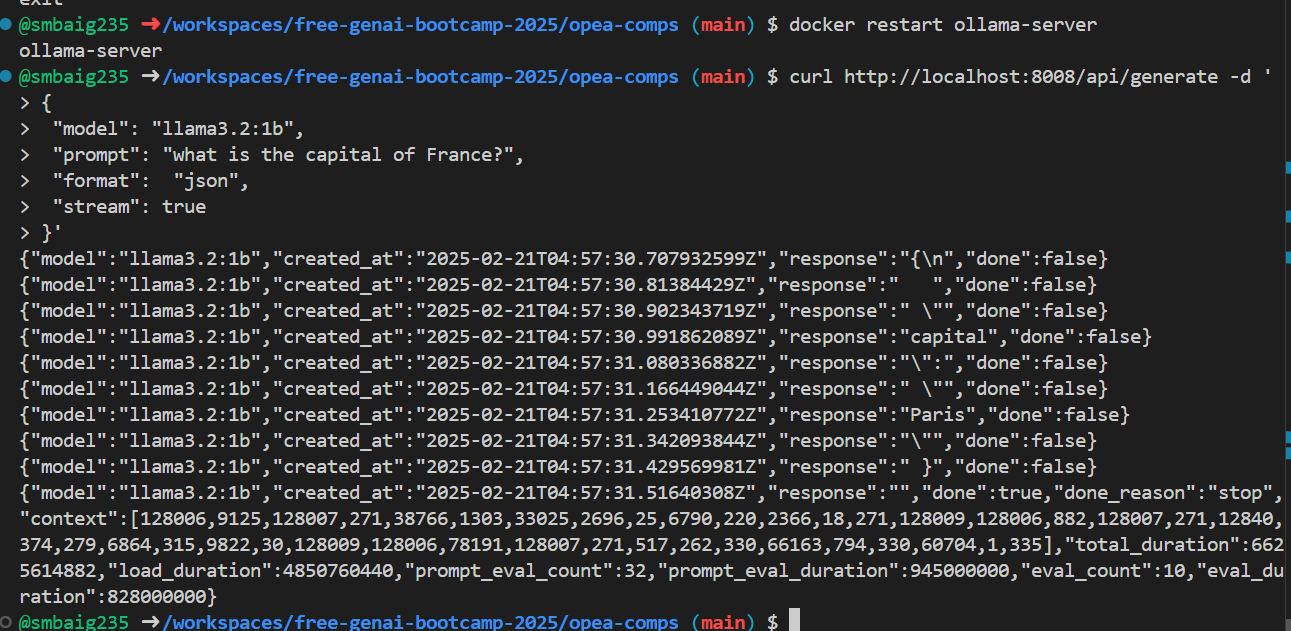 exit
@smbaig235 ➜/workspaces/free-genai-bootcamp-2025/opea-comps (main) $ docker restart ollama-server
ollama-server
@smbaig235 ➜/workspaces/free-genai-bootcamp-2025/opea-comps (main) $ curl http://localhost:8008/api/generate -d '
> {
>  "model": "llama3.2:1b",
>  "prompt": "what is the capital of France?",
>  "format":  "json",
>  "stream": true
> }'
{"model":"llama3.2:1b","created_at":"2025-02-21T04:57:30.707932599Z","response":"{\n","done":false}
{"model":"llama3.2:1b","created_at":"2025-02-21T04:57:30.81384429Z","response":"   ","done":false}
{"model":"llama3.2:1b","created_at":"2025-02-21T04:57:30.902343719Z","response":" \"","done":false}
{"model":"llama3.2:1b","created_at":"2025-02-21T04:57:30.991862089Z","response":"capital","done":false}
{"model":"llama3.2:1b","created_at":"2025-02-21T04:57:31.080336882Z","response":"\":","done":false}
{"model":"llama3.2:1b","created_at":"2025-02-21T04:57:31.166449044Z","response":" \"","done":false}
{"model":"llama3.2:1b","created_at":"2025-02-21T04:57:31.253410772Z","response":"Paris","done":false}
{"model":"llama3.2:1b","created_at":"2025-02-21T04:57:31.342093844Z","response":"\"","done":false}
{"model":"llama3.2:1b","created_at":"2025-02-21T04:57:31.429569981Z","response":" }","done":false}
{"model":"llama3.2:1b","created_at":"2025-02-21T04:57:31.51640308Z","response":"","done":true,"done_reason":"stop",
"context":[128006,9125,128007,271,38766,1303,33025,2696,25,6790,220,2366,18,271,128009,128006,882,128007,271,12840,
374,279,6864,315,9822,30,128009,128006,78191,128007,271,517,262,330,66163,794,330,60704,1,335],"total_duration":662
5614882,"load_duration":4850760440,"prompt_eval_count":32,"prompt_eval_duration":945000000,"eval_count":10,"eval_du
ration":828000000}
@smbaig235 ➜/workspaces/free-genai-bootcamp-2025/opea-comps (main) $